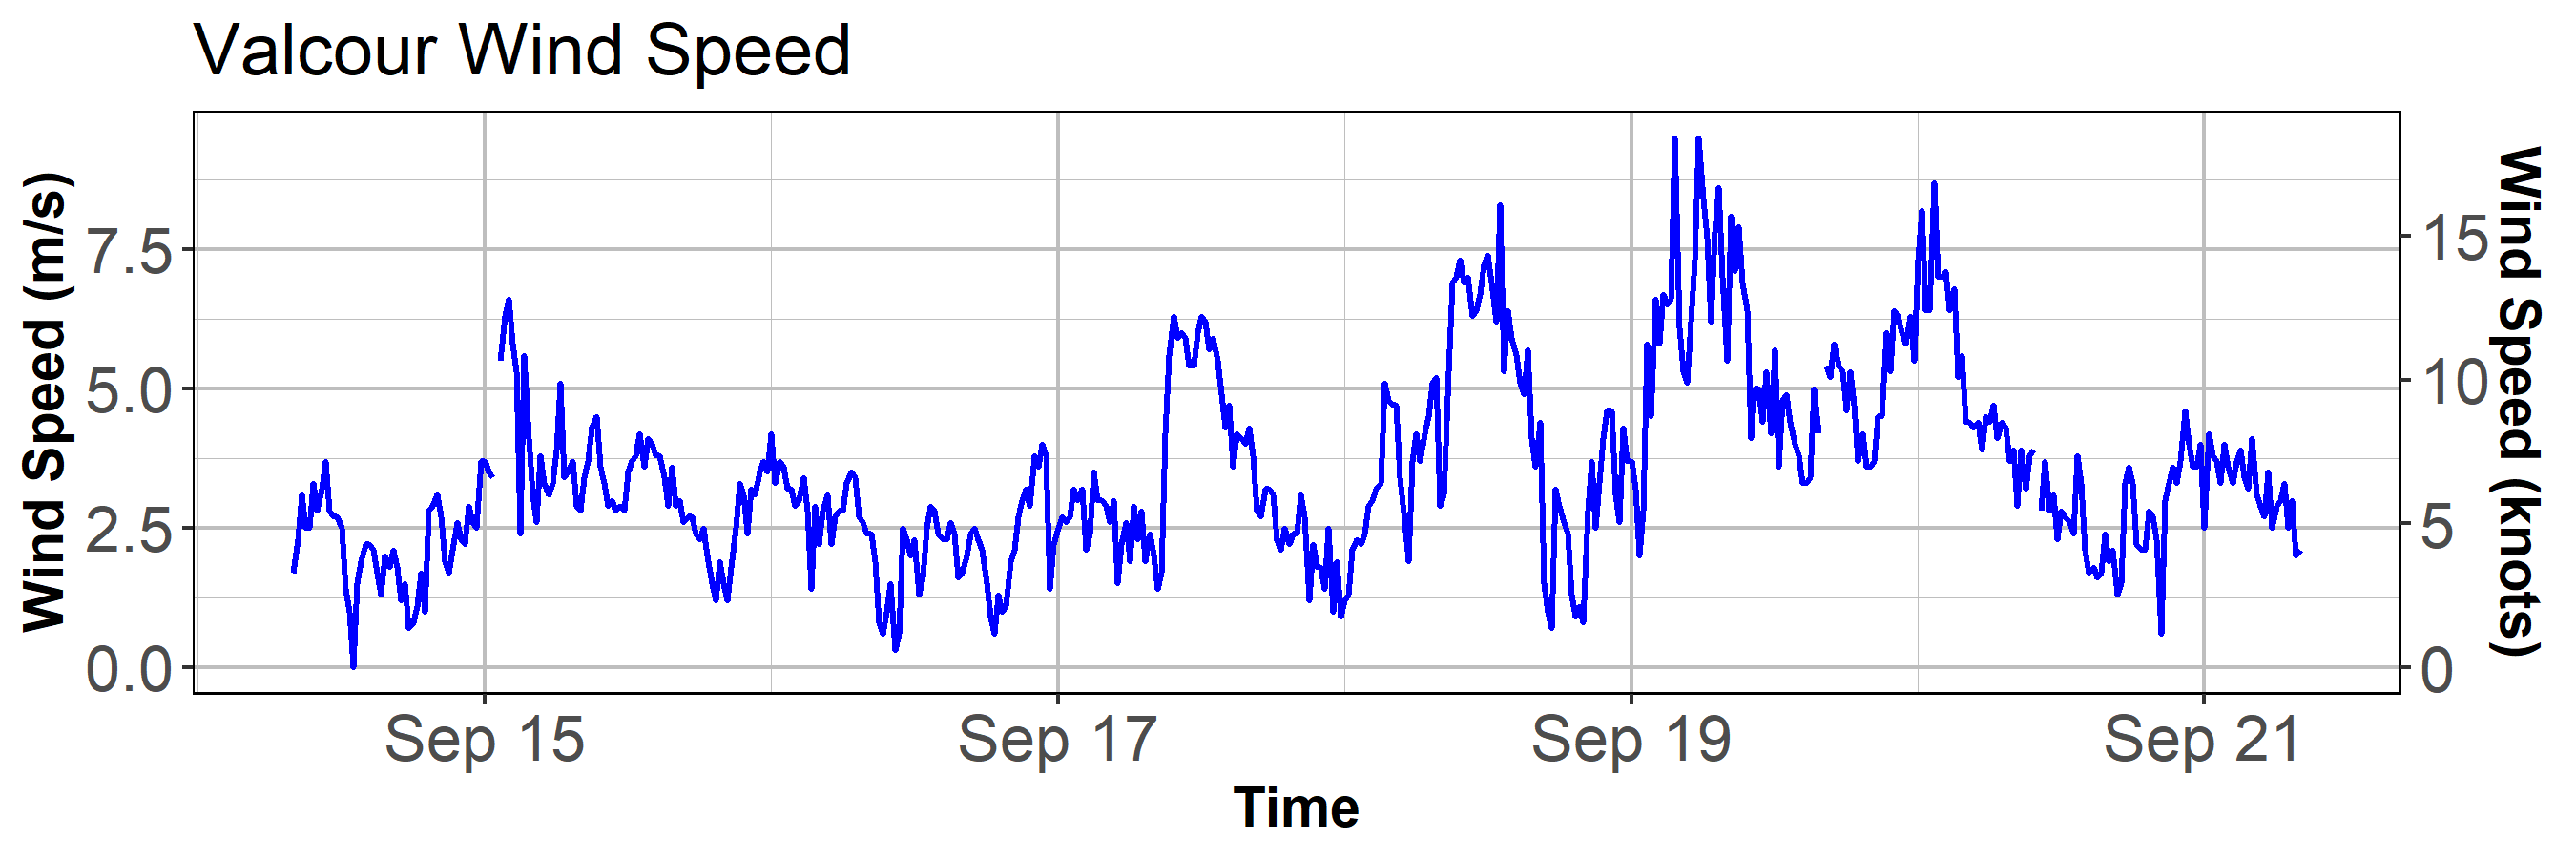 Valcour Wind Speed
Wind Speed (m/s)
7.5
5.0
2.5
0.0
15
10
5
0
Wind Speed (knots)
Sep 15
Sep 17
Sep 19
Sep 21
Time